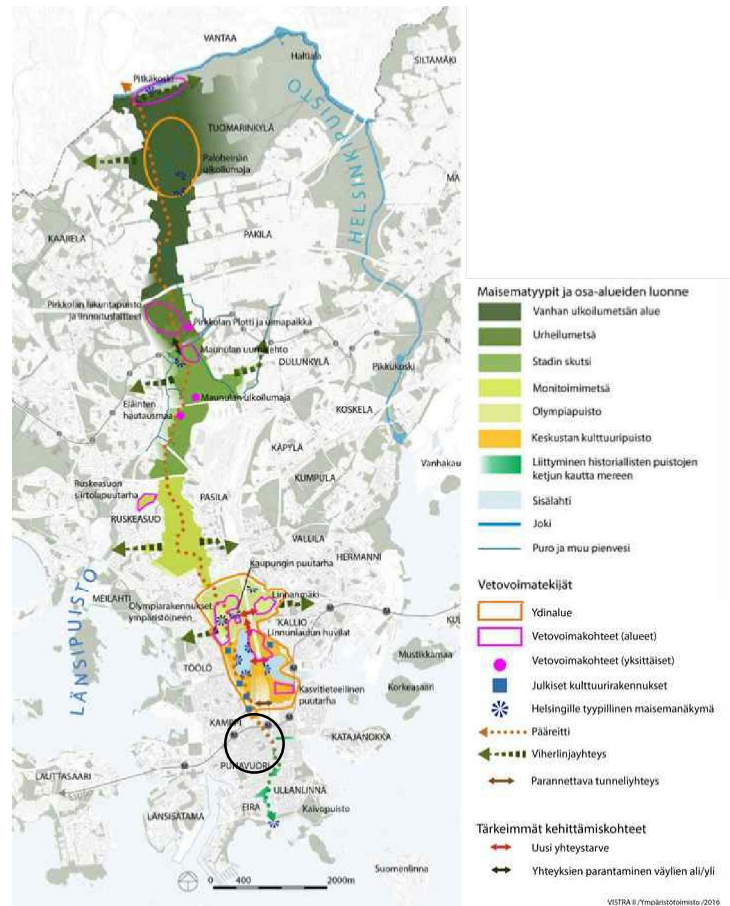 VANTAA
Haltiala
SILTAMÄKI
Pitkäkoski
HELSINKIPUISTO
TUOMARINKYLÄ
Paloheinän
ulkoilumaja
MA
KAARELA
PAKILA
Pirkkolan liikuntapuisto
ja linnoituslaitteet
Pirkkolan Plotti ja uimapaikka
Maunulan uurnalehto
OULUNKYLÄ
Pikkukoski
Eläinten
hautausmaa
Maunulan ulkoilumaja
KOSKELA
KÄPYLÄ
Vanhakau
Ruskeasuon
siirtolapuutarha
RUSKEASUO
PASILA
KUMPULA
VALLILA
HERMANNI
Kaupungin puutarha
MEILAHTI
LÄNSIPUISTO
Olympiarakennukset
ympäristöineen
Linnanmäki
KALLIO
Linnunlaulun huvilat
KU
Mustikkamaa
TÖÖLÖ
Korkeasaari
Kasvitieteellinen
puutarha
KAMPPI
KATAJANOKKA
PUNAVUORI
LAUTTASAARI
ULLANLINNA
EIRA
Kaivopuisto
LÄNSISATAMA
Suomenlinna
0 400 2000m
Maisematyypit ja osa-alueiden luonne
Vanhan ulkoilumetsän alue
Urheilumetsä
Stadin skutsi
Monitoimimetsä
Olympiapuisto
Keskustan kulttuuripuisto
Liittyminen historiallisten puistojen
ketjun kautta mereen
Sisälahti
Joki
Puro ja muu pienvesi
Vetovoimatekijät
Ydinalue
Vetovoimakohteet (alueet)
Vetovoimakohteet (yksittäiset)
Julkiset kulttuurirakennukset
Helsingille tyypillinen maisemanäkymä
Pääreitti
Viherlinjayhteys
Parannettava tunneliyhteys
Tärkeimmät kehittämiskohteet
Uusi yhteystarve
Yhteyksien parantaminen väylien ali/yli
VISTRA II /Ympäristötoimisto /2016